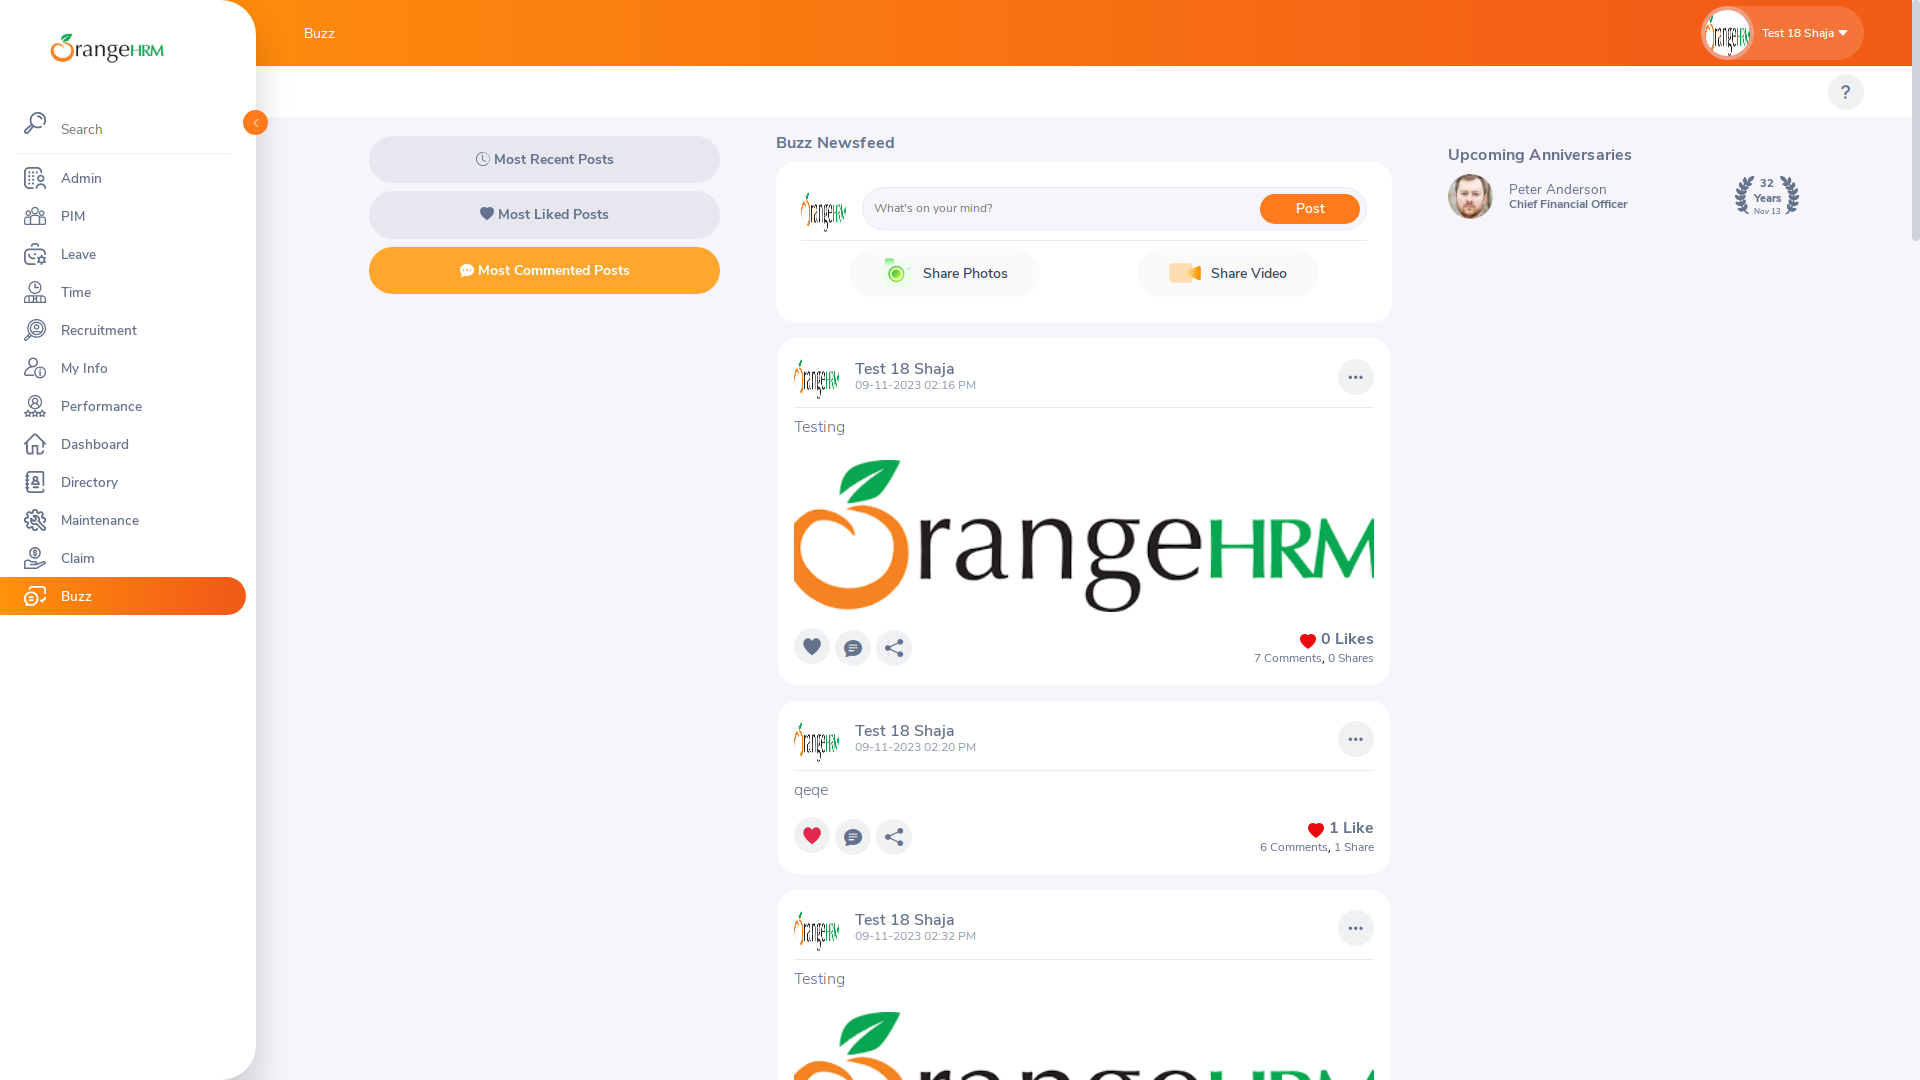 Buzz
Test 18 Shaja
OrangeHRM
?
Search
Admin
PIM
Leave
Time
Recruitment
My Info
Performance
Dashboard
Directory
Maintenance
Claim
Buzz
Most Recent Posts
Most Liked Posts
Most Commented Posts
Buzz Newsfeed
What's on your mind?
Post
Share Photos
Share Video
Test 18 Shaja
09-11-2023 02:16 PM
Testing
OrangeHRM
0 Likes
7 Comments, 0 Shares
Test 18 Shaja
09-11-2023 02:20 PM
qeqe
1 Like
6 Comments, 1 Share
Test 18 Shaja
09-11-2023 02:32 PM
Testing
OrangeHRM
Upcoming Anniversaries
Peter Anderson
Chief Financial Officer
32
Years
Nov 13